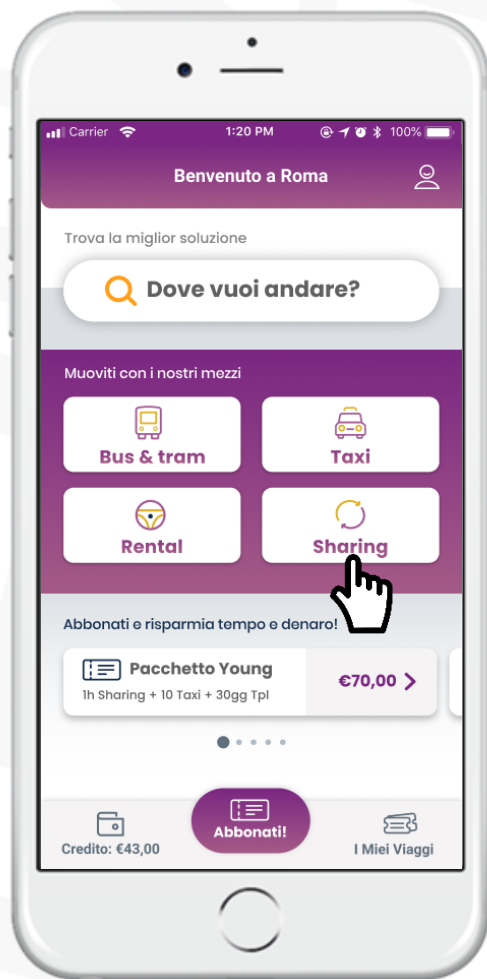 Carrier 1:20 PM 100%
Benvenuto a Roma
Trova la miglior soluzione
Dove vuoi andare?
Muoviti con i nostri mezzi
Bus & tram Taxi
Rental Sharing
Abbonati e risparmia tempo e denaro!
Pacchetto Young
1h Sharing + 10 Taxi + 30gg Tpl
€70,00
Abbonati!
Credito: €43,00 I Miei Viaggi